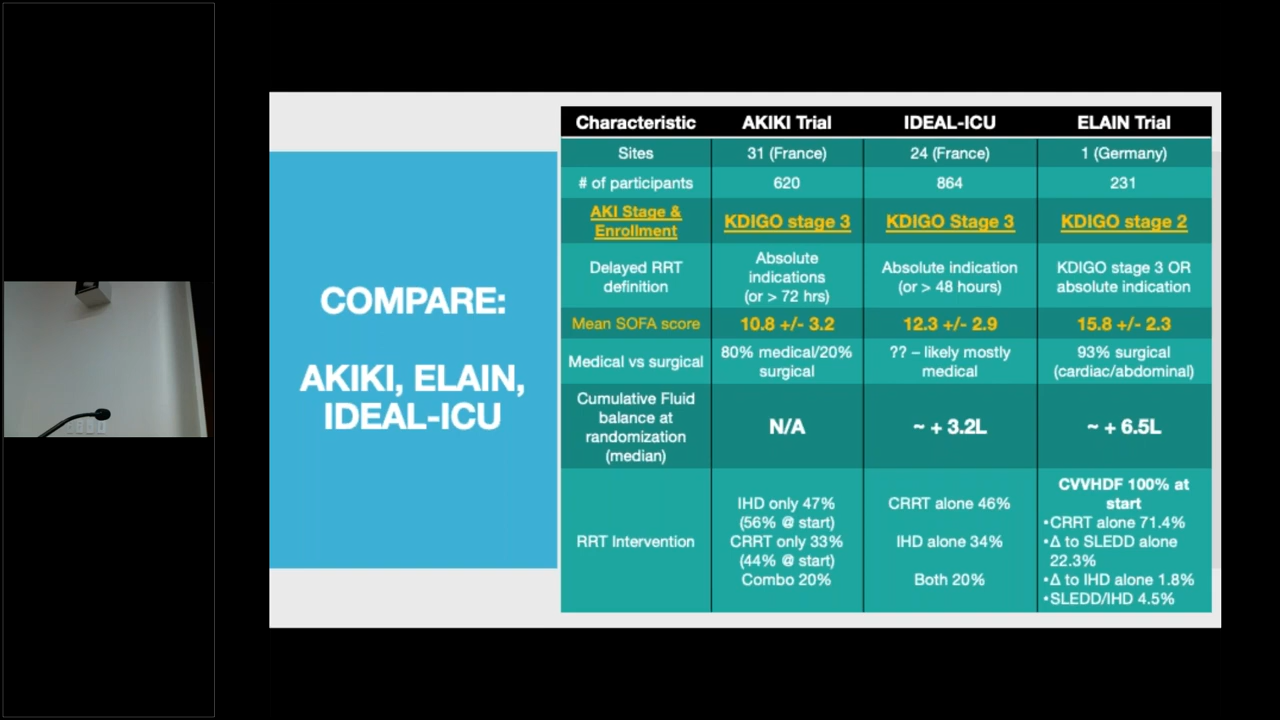 COMPARE:
AKIKI, ELAIN,
IDEAL-ICU
Characteristic AKIKI Trial IDEAL-ICU ELAIN Trial
Sites 31 (France) 24 (France) 1 (Germany)
# of participants 620 864 231
AKI Stage &
Enrollment
KDIGO stage 3 KDIGO Stage 3 KDIGO stage 2
Delayed RRT
definition
Absolute
indications
(or > 72 hrs)
Absolute indication
(or > 48 hours)
KDIGO stage 3 OR
absolute indication
Mean SOFA score 10.8 +/- 3.2 12.3 +/- 2.9 15.8 +/- 2.3
Medical vs surgical
80% medical/20%
surgical
?? – likely mostly
medical
93% surgical
(cardiac/abdominal)
Cumulative Fluid
balance at
randomization
(median)
N/A
~ + 3.2L
~ + 6.5L
RRT Intervention
IHD only 47%
(56% @ start)
CRRT only 33%
(44% @ start)
Combo 20%
CRRT alone 46%
IHD alone 34%
Both 20%
CVVHDF 100% at
start
•CRRT alone 71.4%
•Δ to SLEDD alone
22.3%
•Δ to IHD alone 1.8%
•SLEDD/IHD 4.5%